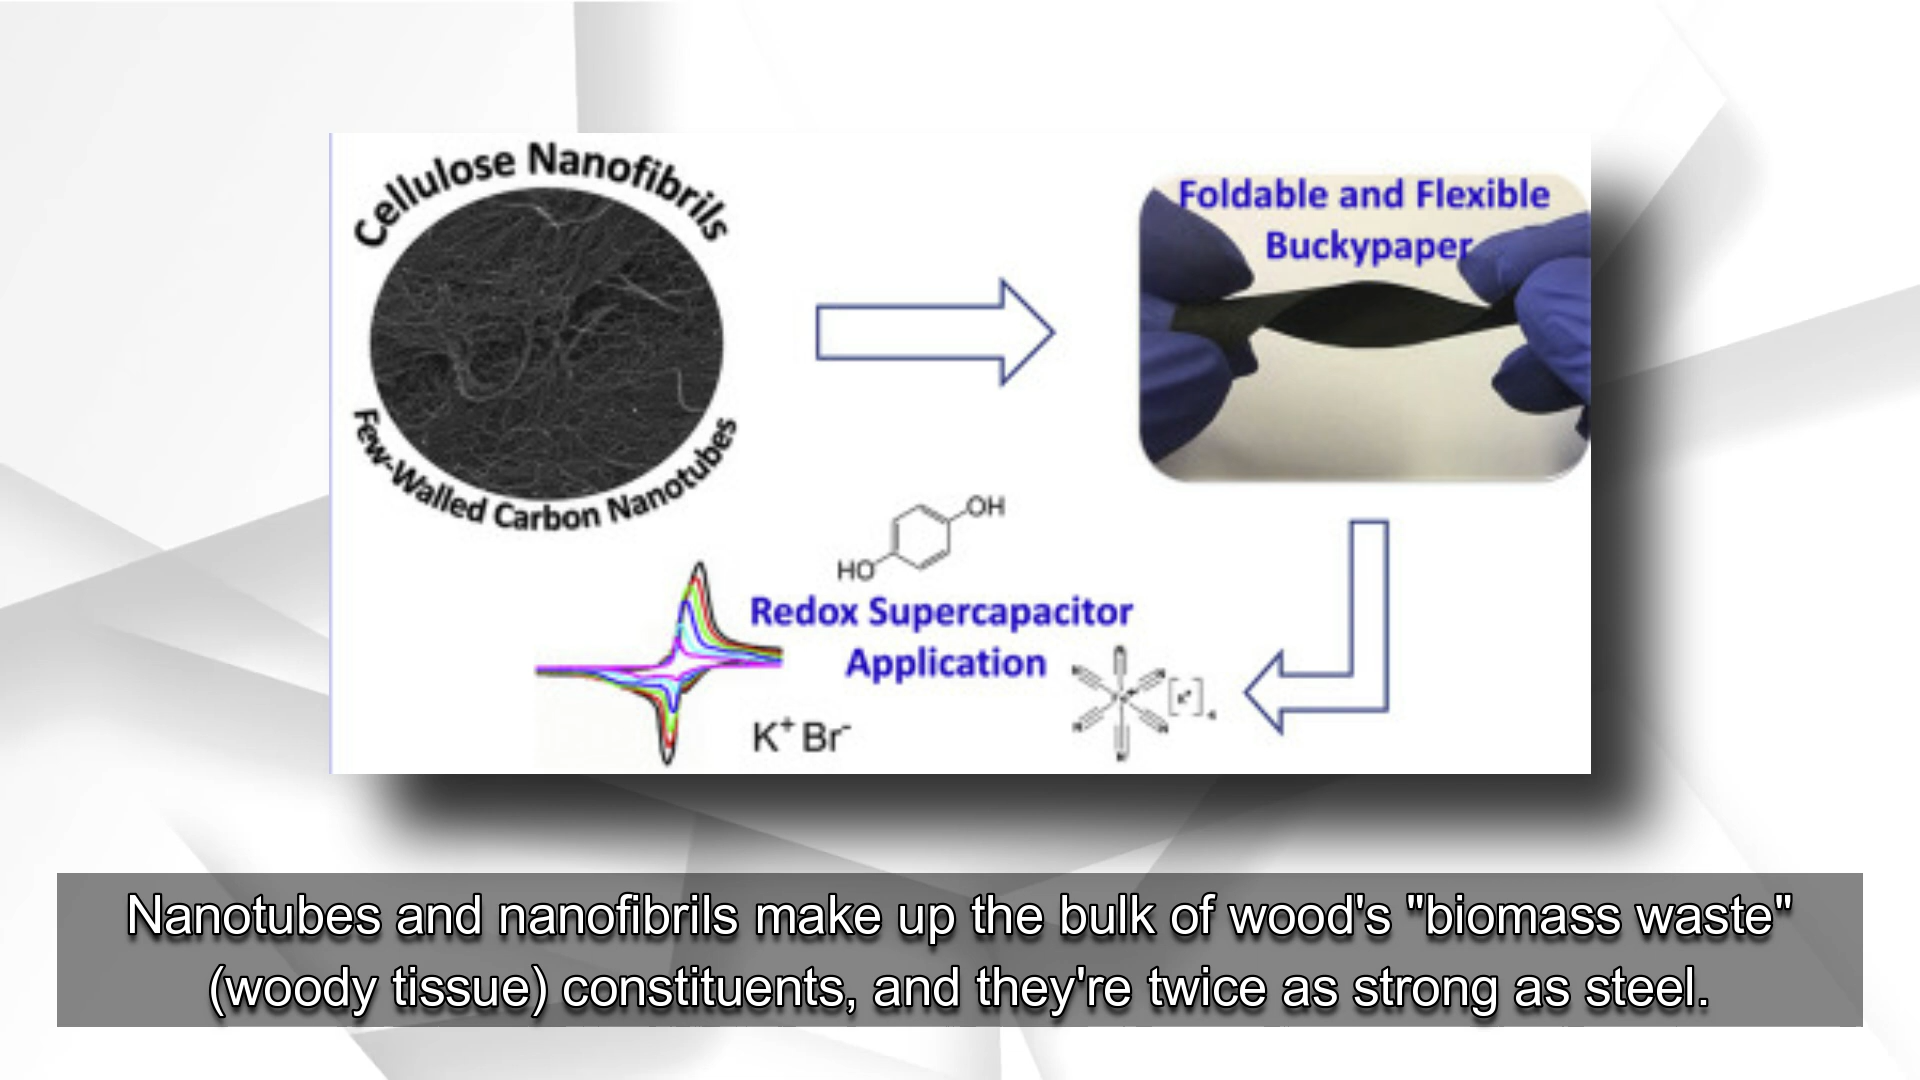 Cellulose Nanofibrils
Few-Walled Carbon Nanotubes
Foldable and Flexible
Buckypaper
OH
HO
Redox Supercapacitor
Application
K+ Br-
Nanotubes and nanofibrils make up the bulk of wood's "biomass waste"
(woody tissue) constituents, and they're twice as strong as steel.